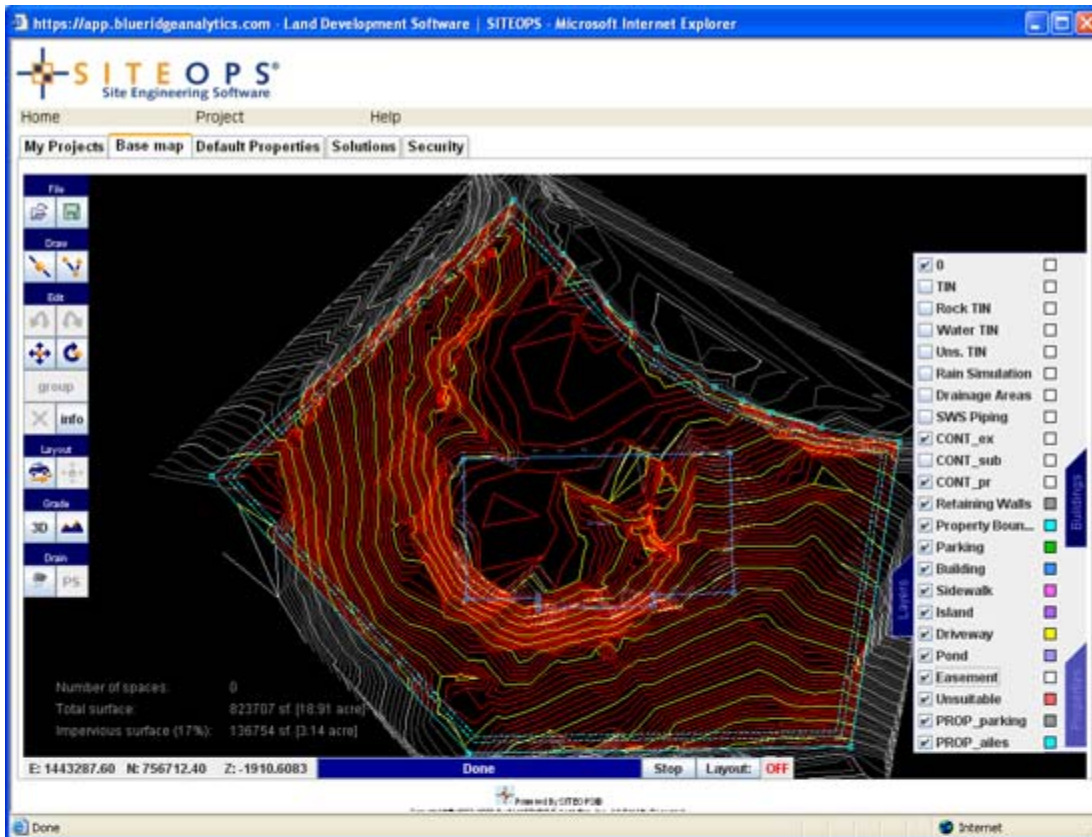 https://app.blueridgeanalytics.com - Land Development Software | SITEOPS - Microsoft Internet Explorer
SITEOPS®
Site Engineering Software
Home Project Help
My Projects Base map Default Properties Solutions Security
File
Draw
Edit
group
info
Layout
Grade
3D
Drain
PS
0
TIN
Rock TIN
Water TIN
Uns. TIN
Rain Simulation
Drainage Areas
SWS Piping
CONT_ex
CONT_sub
CONT_pr
Retaining Walls
Property Boun...
Parking
Building
Sidewalk
Island
Driveway
Pond
Easement
Unsuitable
PROP_parking
PROP_ailes
Buildings
Layers
Number of spaces: 0
Total surface: 823707 sf [18.91 acre]
Impervious surface (17%): 136754 sf [3.14 acre]
E: 1443287.60 N: 756712.40 Z: -1910.6083 Done Stop Layout: OFF
Powered By SITEOPS®
Done Internet